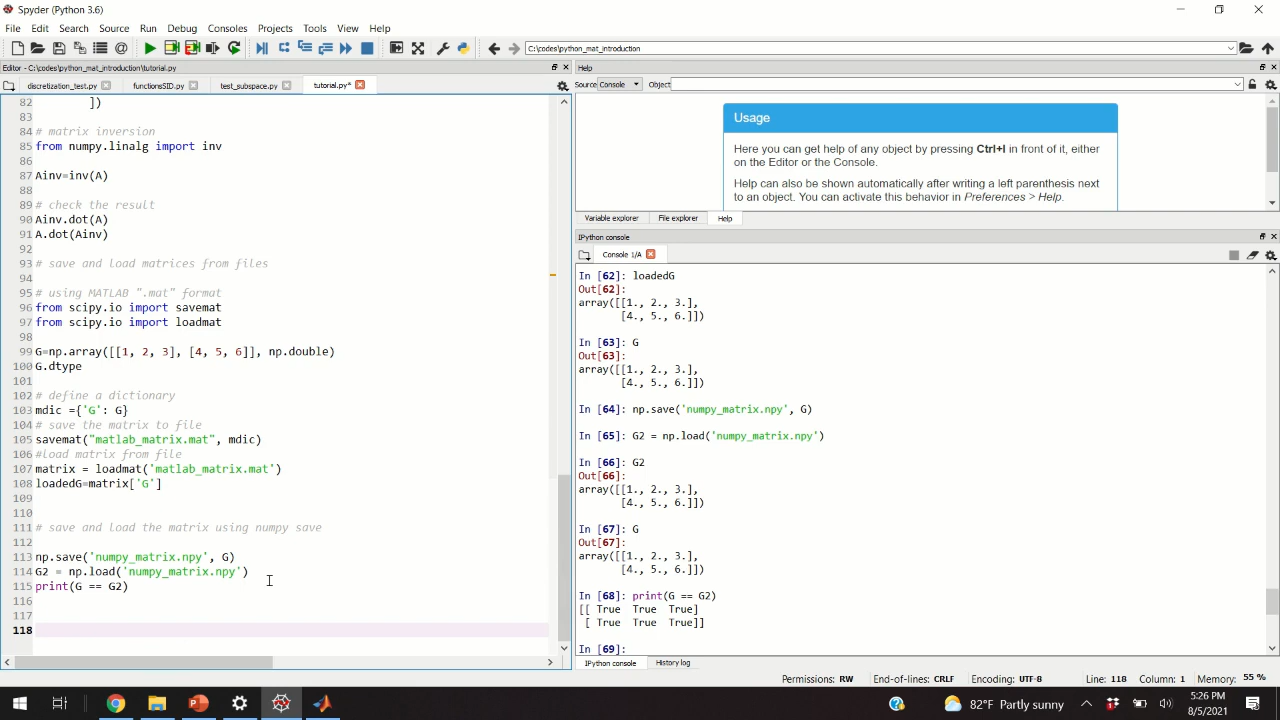 Spyder (Python 3.6)
File Edit Search Source Run Debug Consoles Projects Tools View Help
C:\codes\python_mat_introduction
Editor - C:\codes\python_mat_introduction\tutorial.py
discretization_test.py functionsSID.py test_subspace.py tutorial.py*
82 ])
83
84 # matrix inversion
85 from numpy.linalg import inv
86
87 Ainv=inv(A)
88
89 # check the result
90 Ainv.dot(A)
91 A.dot(Ainv)
92
93 # save and load matrices from files
94
95 # using MATLAB ".mat" format
96 from scipy.io import savemat
97 from scipy.io import loadmat
98
99 G=np.array([[1, 2, 3], [4, 5, 6]], np.double)
100 G.dtype
101
102 # define a dictionary
103 mdic ={'G': G}
104 # save the matrix to file
105 savemat("matlab_matrix.mat", mdic)
106 #load matrix from file
107 matrix = loadmat('matlab_matrix.mat')
108 loadedG=matrix['G']
109
110
111 # save and load the matrix using numpy save
112
113 np.save('numpy_matrix.npy', G)
114 G2 = np.load('numpy_matrix.npy')
115 print(G == G2)
116
117
118
Help
Source Console Object
Usage
Here you can get help of any object by pressing Ctrl+I in front of it, either
on the Editor or the Console.
Help can also be shown automatically after writing a left parenthesis next
to an object. You can activate this behavior in Preferences > Help.
Variable explorer File explorer Help
IPython console
Console 1/A
In [62]: loadedG
Out[62]:
array([[1., 2., 3.],
[4., 5., 6.]])
In [63]: G
Out[63]:
array([[1., 2., 3.],
[4., 5., 6.]])
In [64]: np.save('numpy_matrix.npy', G)
In [65]: G2 = np.load('numpy_matrix.npy')
In [66]: G2
Out[66]:
array([[1., 2., 3.],
[4., 5., 6.]])
In [67]: G
Out[67]:
array([[1., 2., 3.],
[4., 5., 6.]])
In [68]: print(G == G2)
[[ True True True]
[ True True True]]
In [69]:
IPython console History log
Permissions: RW End-of-lines: CRLF Encoding: UTF-8 Line: 118 Column: 1 Memory: 55 %
82°F Partly sunny
5:26 PM
8/5/2021